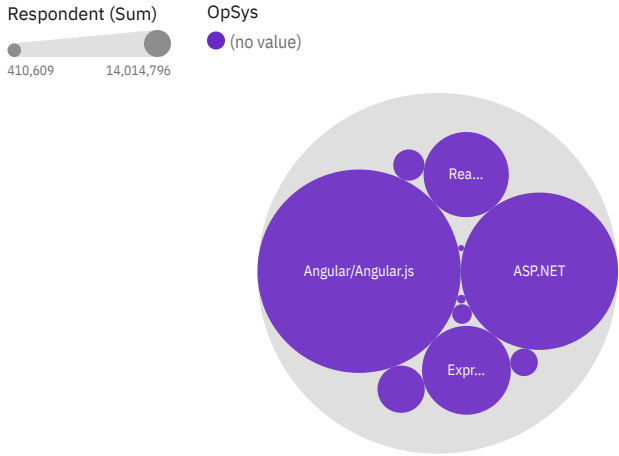 Respondent (Sum)
410,609
14,014,796
OpSys
(no value)
Rea...
Angular/Angular.js
ASP.NET
Expr...